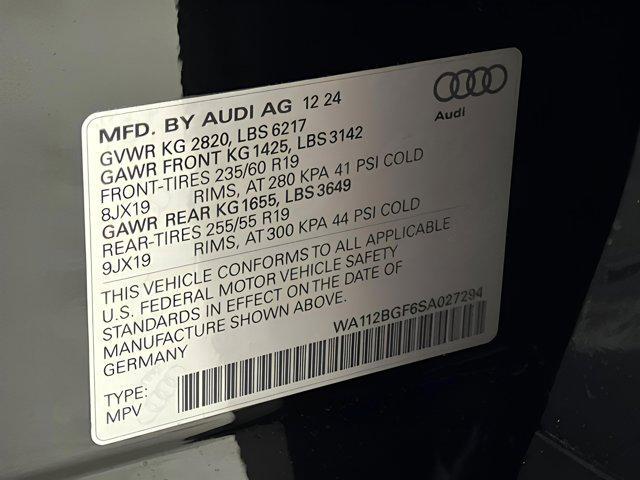 MFD. BY AUDI AG 12 24
Audi
GVWR KG 2820, LBS 6217
GAWR FRONT KG 1425, LBS 3142
FRONT-TIRES 235/60 R19
8JX19 RIMS, AT 280 KPA 41 PSI COLD
GAWR REAR KG 1655, LBS 3649
REAR-TIRES 255/55 R19
9JX19 RIMS, AT 300 KPA 44 PSI COLD
THIS VEHICLE CONFORMS TO ALL APPLICABLE
U.S. FEDERAL MOTOR VEHICLE SAFETY
STANDARDS IN EFFECT ON THE DATE OF
MANUFACTURE SHOWN ABOVE.
GERMANY
WA112BGF6SA027294
TYPE:
MPV